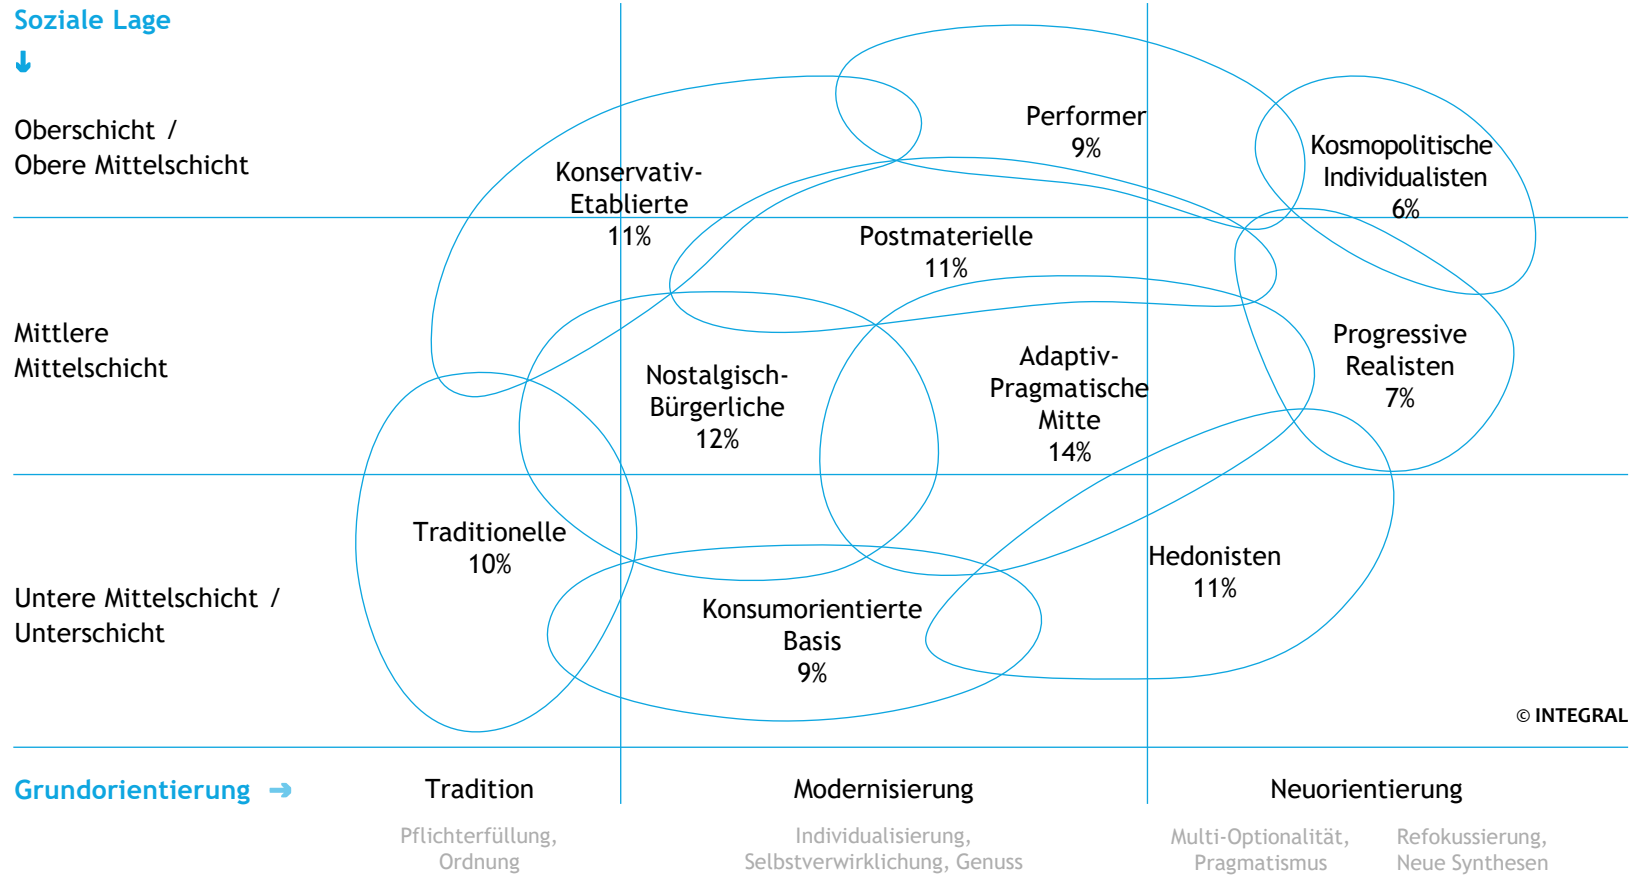 Soziale Lage
Oberschicht /
Obere Mittelschicht
Konservativ-
Etablierte
11%
Performer
9%
Kosmopolitische
Individualisten
6%
Postmaterielle
11%
Mittlere
Mittelschicht
Nostalgisch-
Bürgerliche
12%
Adaptiv-
Pragmatische
Mitte
14%
Progressive
Realisten
7%
Untere Mittelschicht /
Unterschicht
Traditionelle
10%
Konsumorientierte
Basis
9%
Hedonisten
11%
© INTEGRAL
Grundorientierung
Tradition
Modernisierung
Neuorientierung
Pflichterfüllung,
Ordnung
Individualisierung,
Selbstverwirklichung, Genuss
Multi-Optionalität,
Pragmatismus
Refokussierung,
Neue Synthesen